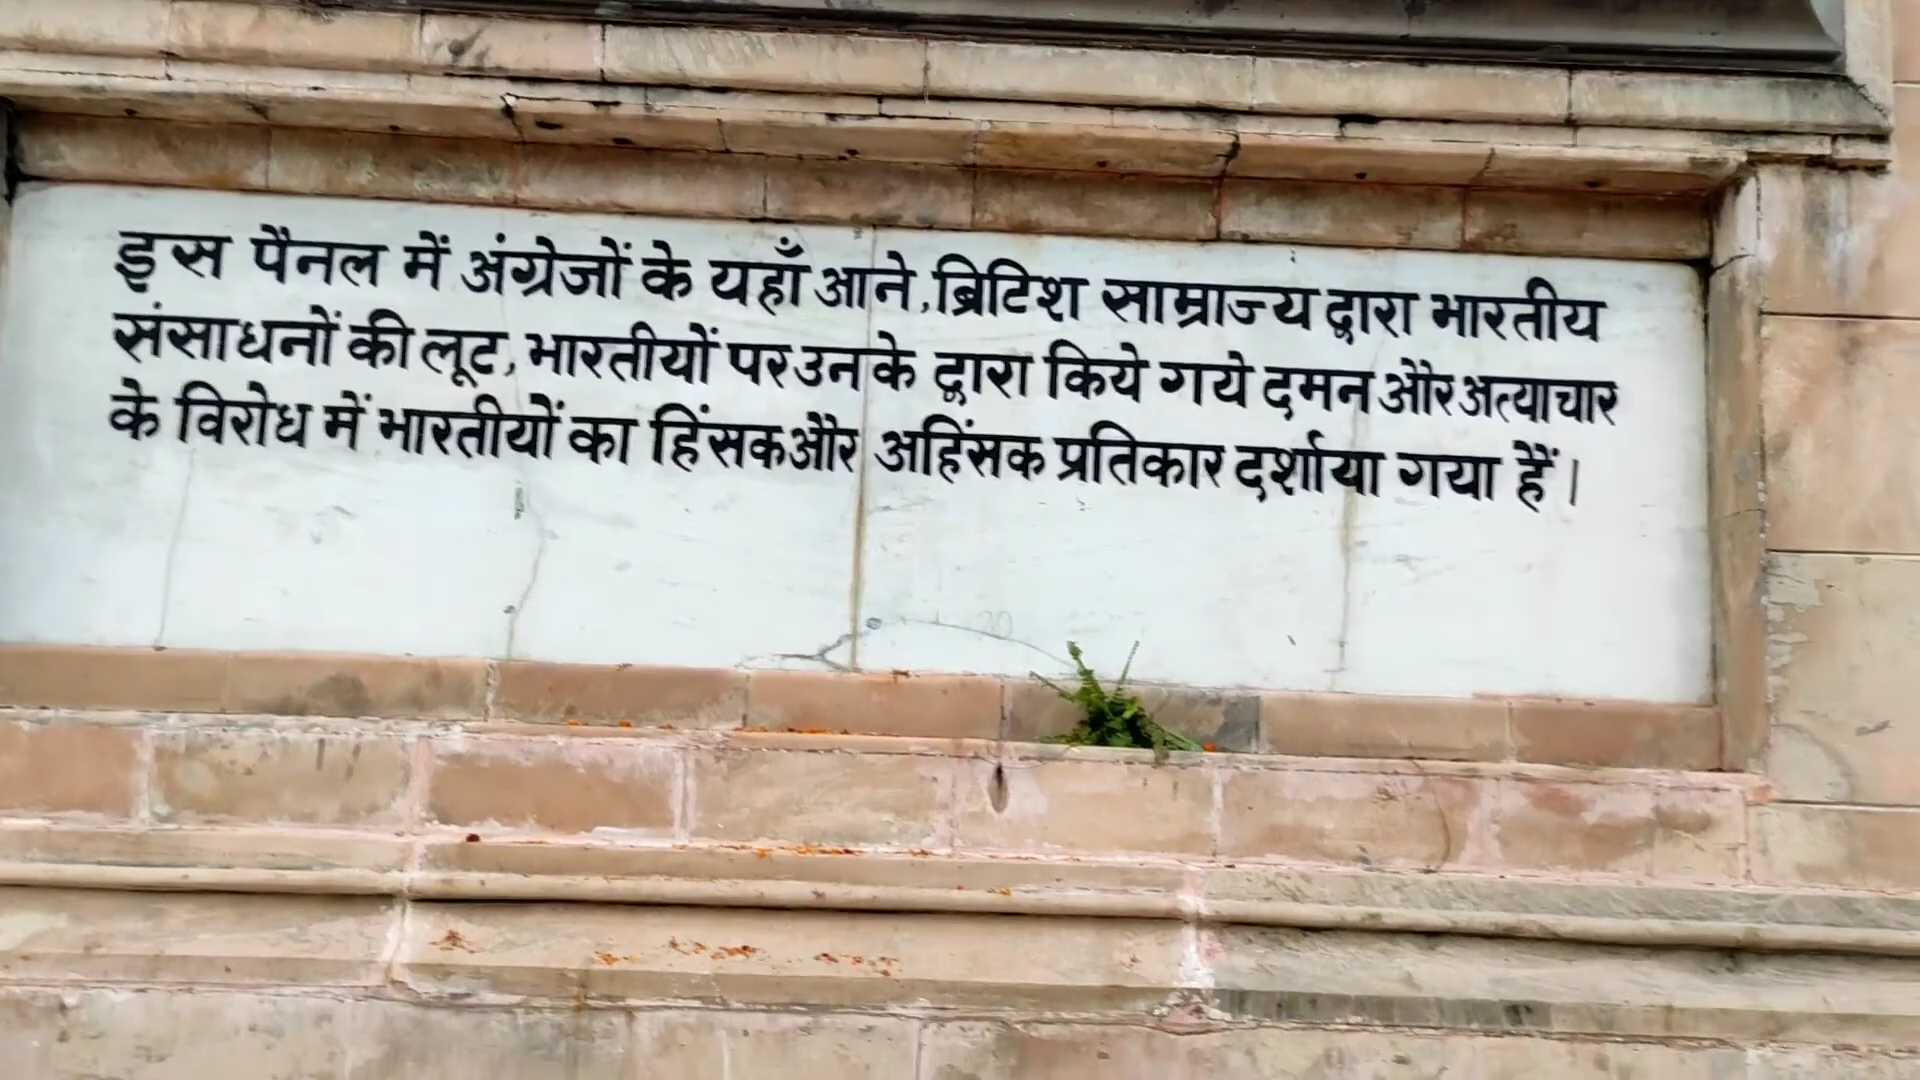 इस पैनल में अंग्रेजों के यहाँ आने, ब्रिटिश साम्राज्य द्वारा भारतीय
संसाधनों की लूट, भारतीयों पर उनके द्वारा किये गये दमन और अत्याचार
के विरोध में भारतीयों का हिंसक और अहिंसक प्रतिकार दर्शाया गया हैं।